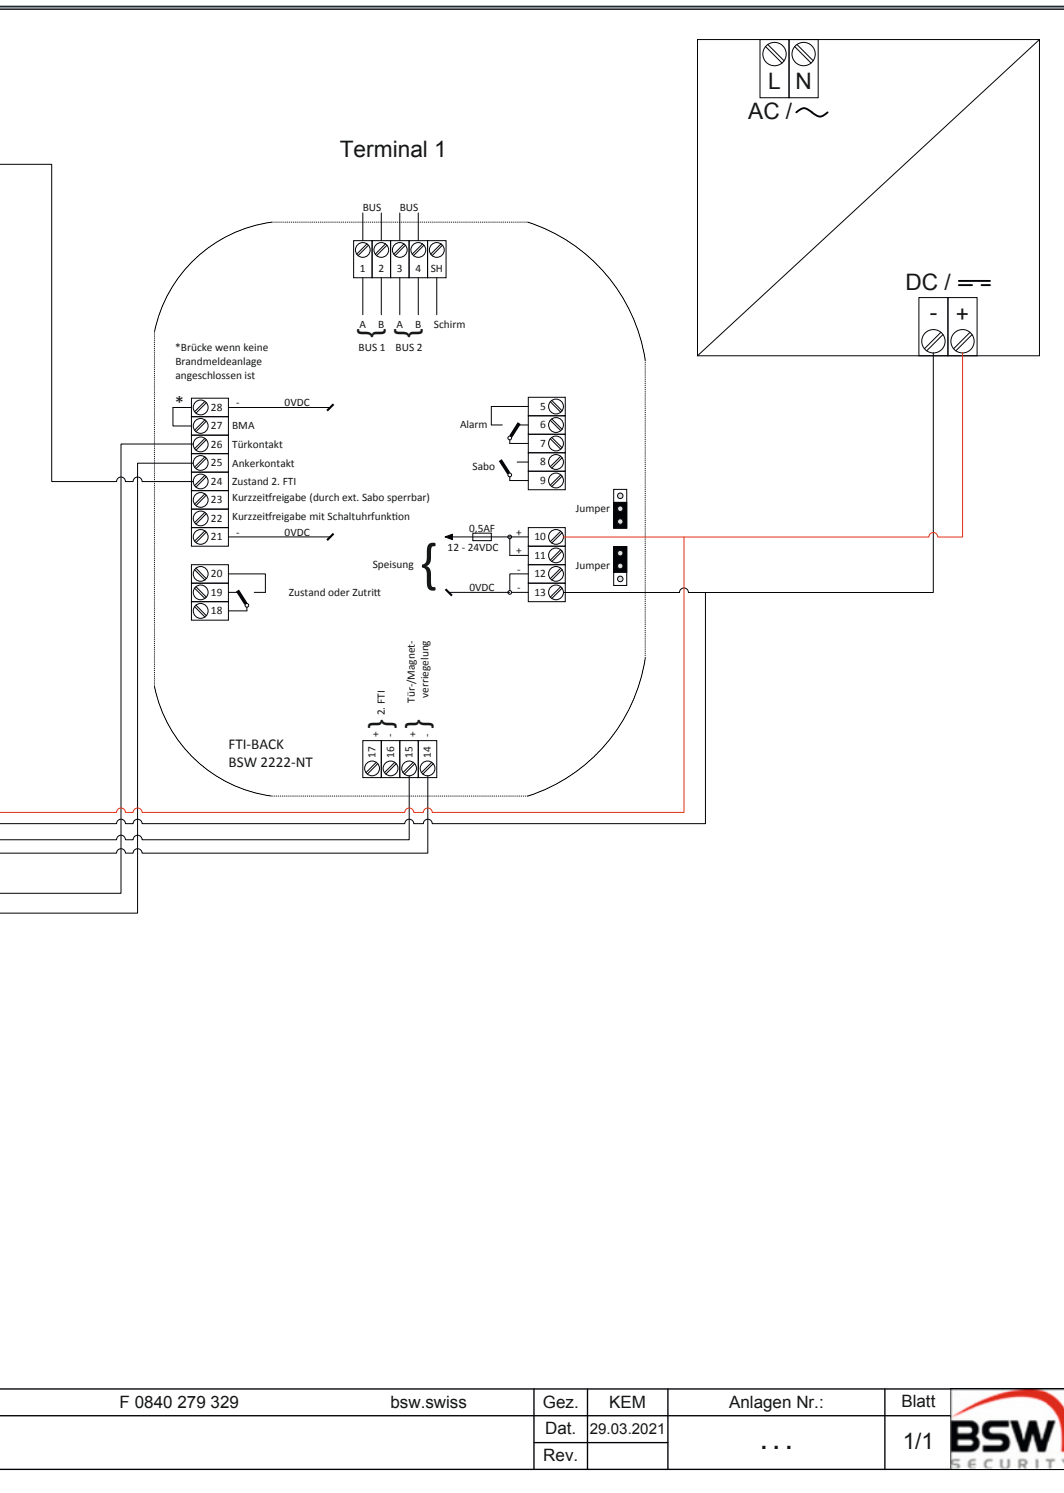 L N
AC /
Terminal 1
BUS BUS
1 2 3 4 SH
A B A B Schirm
BUS 1 BUS 2
DC /
- +
*Brücke wenn keine
Brandmeldeanlage
angeschlossen ist
*
28 - 0VDC
27 BMA
26 Türkontakt
25 Ankerkontakt
24 Zustand 2. FTI
23 Kurzzeitfreigabe (durch ext. Sabo sperrbar)
22 Kurzzeitfreigabe mit Schaltuhrfunktion
21 - 0VDC
20
19 Zustand oder Zutritt
18
5
Alarm 6
7
Sabo 8
9
Jumper
0,5AF + 10
12 - 24VDC + 11
Speisung
- 12
0VDC - 13
Jumper
2. FTI
Tür-/Magnet-
verriegelung
+ - + -
17 16 15 14
FTI-BACK
BSW 2222-NT
F 0840 279 329 bsw.swiss Gez. KEM Anlagen Nr.: Blatt
Dat. 29.03.2021 . . . 1/1
Rev.
BSW
SECURITY